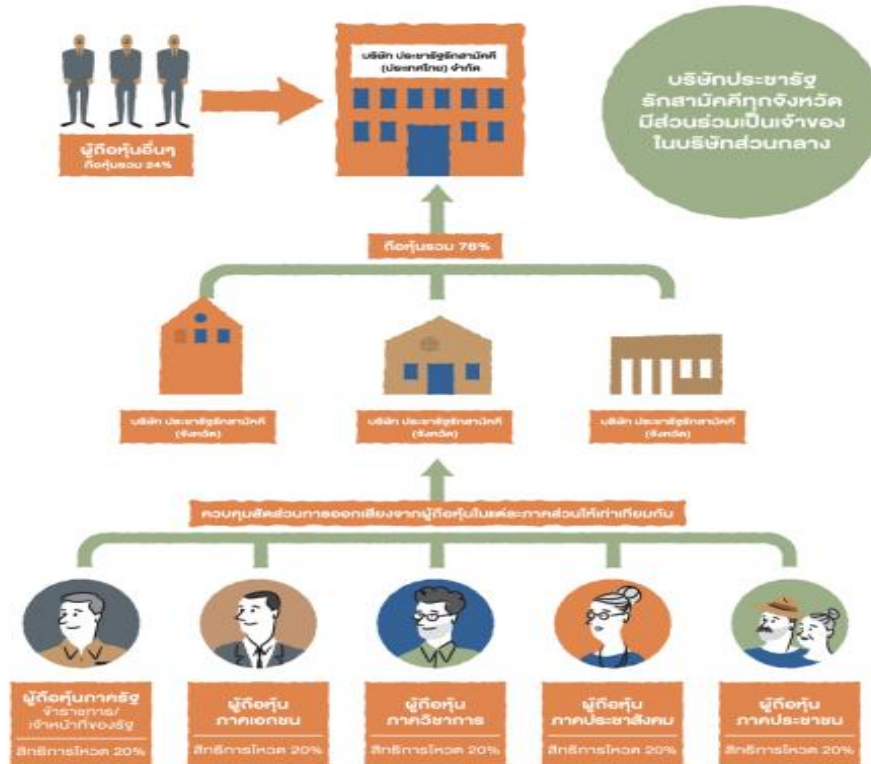 บริษัท ประชารัฐรักสามัคคี
(ประเทศไทย) จำกัด
บริษัทประชารัฐ
รักสามัคคีทุกจังหวัด
มีส่วนร่วมเป็นเจ้าของ
ในบริษัทส่วนกลาง
ผู้ถือหุ้นอื่นๆ
ถือหุ้นรวม 24%
ถือหุ้นรวม 76%
บริษัท ประชารัฐรักสามัคคี
(จังหวัด)
บริษัท ประชารัฐรักสามัคคี
(จังหวัด)
บริษัท ประชารัฐรักสามัคคี
(จังหวัด)
ควบคุมสัดส่วนการออกเสียงจากผู้ถือหุ้นในแต่ละภาคส่วนให้เท่าเทียมกัน
ผู้ถือหุ้นภาครัฐ
ข้าราชการ/
เจ้าหน้าที่ของรัฐ
สิทธิการโหวต 20%
ผู้ถือหุ้น
ภาคเอกชน
สิทธิการโหวต 20%
ผู้ถือหุ้น
ภาควิชาการ
สิทธิการโหวต 20%
ผู้ถือหุ้น
ภาคประชาสังคม
สิทธิการโหวต 20%
ผู้ถือหุ้น
ภาคประชาชน
สิทธิการโหวต 20%